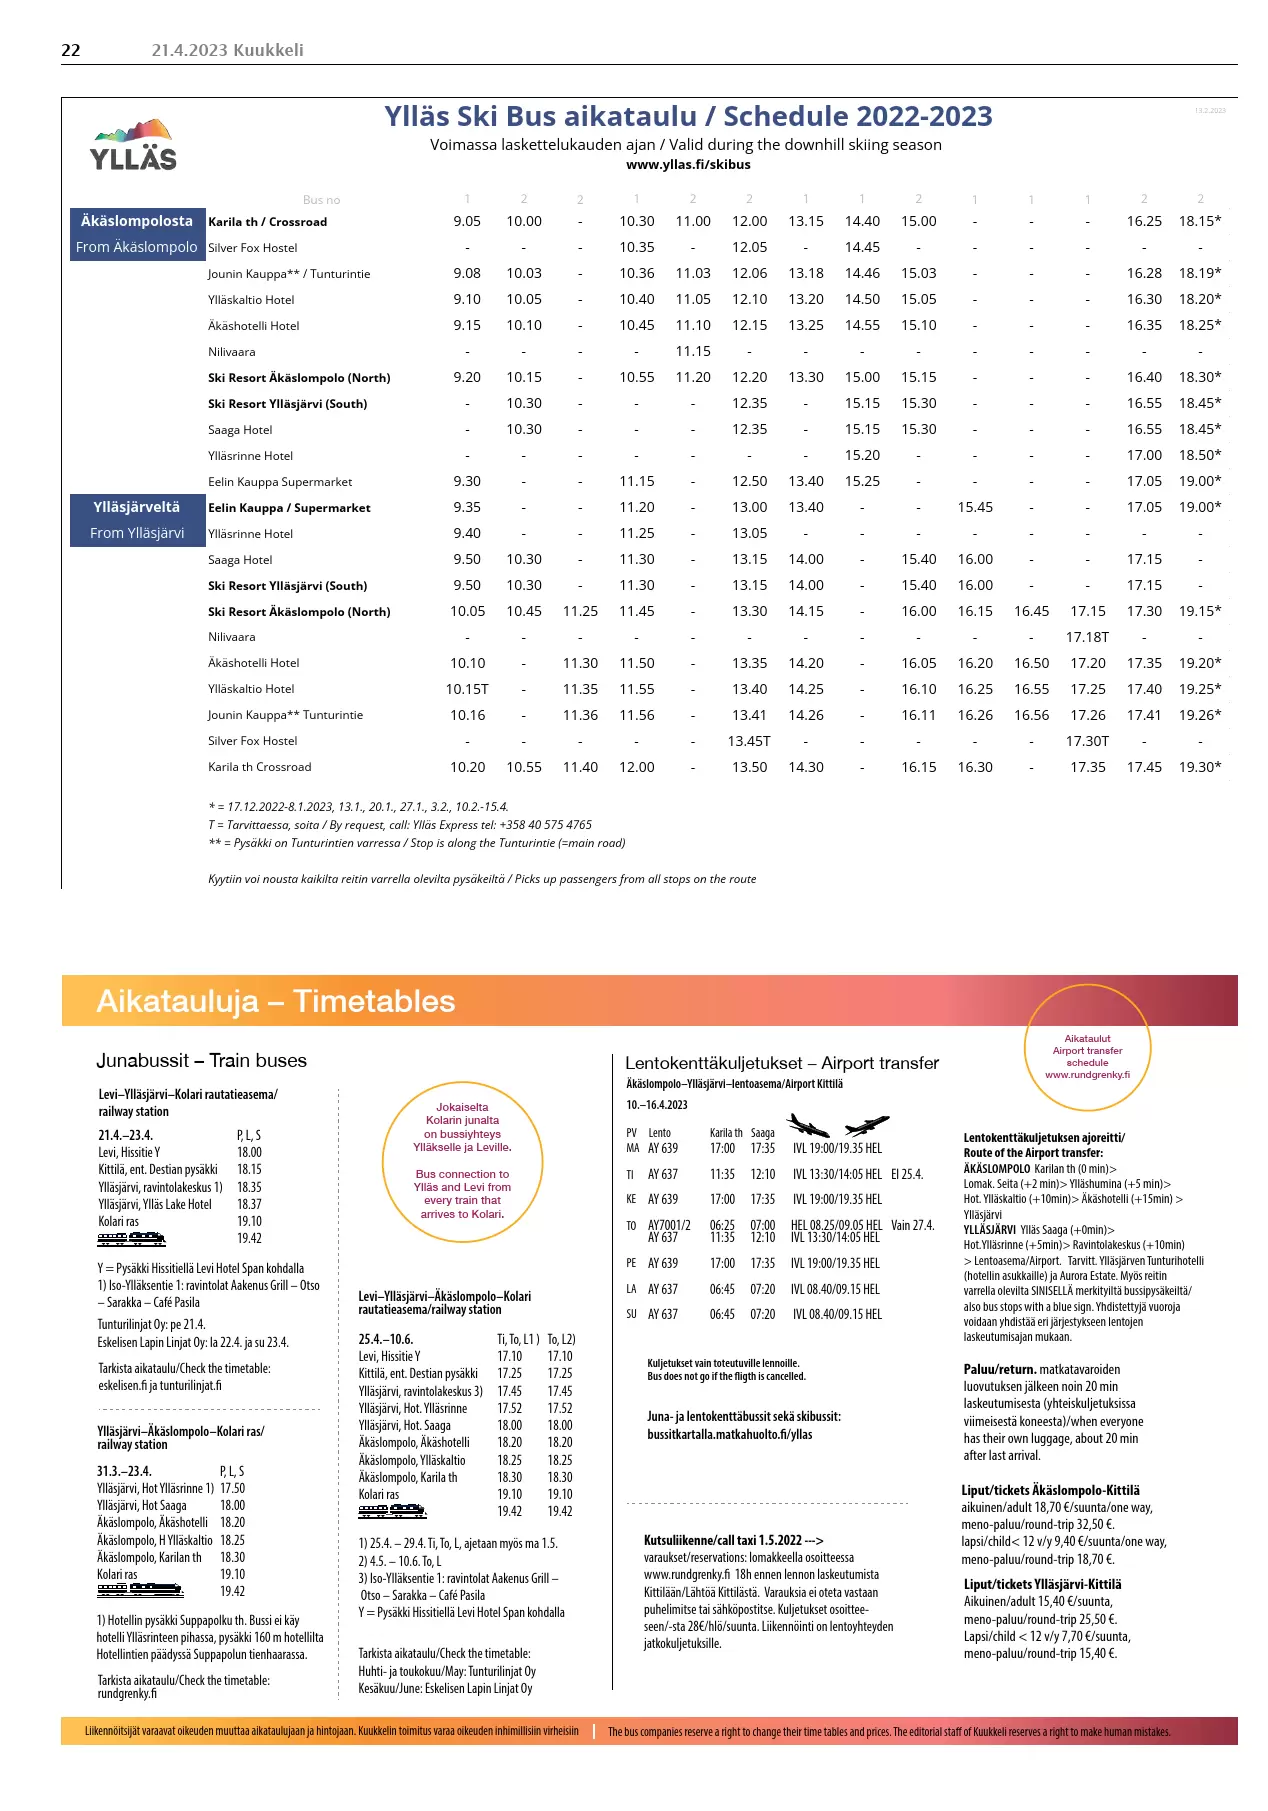 22 21.4.2023 Kuukkeli
Ylläs Ski Bus aikataulu / Schedule 2022-2023
13.2.2023
YLLÄS
Voimassa laskettelukauden ajan / Valid during the downhill skiing season
www.yllas.fi/skibus
Bus no 1 2 2 1 2 2 1 1 2 1 1 1 2 2
Äkäslompolosta Karila th / Crossroad 9.05 10.00 - 10.30 11.00 12.00 13.15 14.40 15.00 - - - 16.25 18.15*
From Äkäslompolo Silver Fox Hostel - - - 10.35 - 12.05 - 14.45 - - - - - -
Jounin Kauppa** / Tunturintie 9.08 10.03 - 10.36 11.03 12.06 13.18 14.46 15.03 - - - 16.28 18.19*
Ylläskaltio Hotel 9.10 10.05 - 10.40 11.05 12.10 13.20 14.50 15.05 - - - 16.30 18.20*
Äkäshotelli Hotel 9.15 10.10 - 10.45 11.10 12.15 13.25 14.55 15.10 - - - 16.35 18.25*
Nilivaara - - - - 11.15 - - - - - - - - -
Ski Resort Äkäslompolo (North) 9.20 10.15 - 10.55 11.20 12.20 13.30 15.00 15.15 - - - 16.40 18.30*
Ski Resort Ylläsjärvi (South) - 10.30 - - - 12.35 - 15.15 15.30 - - - 16.55 18.45*
Saaga Hotel - 10.30 - - - 12.35 - 15.15 15.30 - - - 16.55 18.45*
Ylläsrinne Hotel - - - - - - - 15.20 - - - - 17.00 18.50*
Eelin Kauppa Supermarket 9.30 - - 11.15 - 12.50 13.40 15.25 - - - - 17.05 19.00*
Ylläsjärveltä Eelin Kauppa / Supermarket 9.35 - - 11.20 - 13.00 13.40 - - 15.45 - - 17.05 19.00*
From Ylläsjärvi Ylläsrinne Hotel 9.40 - - 11.25 - 13.05 - - - - - - - -
Saaga Hotel 9.50 10.30 - 11.30 - 13.15 14.00 - 15.40 16.00 - - 17.15 -
Ski Resort Ylläsjärvi (South) 9.50 10.30 - 11.30 - 13.15 14.00 - 15.40 16.00 - - 17.15 -
Ski Resort Äkäslompolo (North) 10.05 10.45 11.25 11.45 - 13.30 14.15 - 16.00 16.15 16.45 17.15 17.30 19.15*
Nilivaara - - - - - - - - - - - 17.18T - -
Äkäshotelli Hotel 10.10 - 11.30 11.50 - 13.35 14.20 - 16.05 16.20 16.50 17.20 17.35 19.20*
Ylläskaltio Hotel 10.15T - 11.35 11.55 - 13.40 14.25 - 16.10 16.25 16.55 17.25 17.40 19.25*
Jounin Kauppa** Tunturintie 10.16 - 11.36 11.56 - 13.41 14.26 - 16.11 16.26 16.56 17.26 17.41 19.26*
Silver Fox Hostel - - - - - 13.45T - - - - - 17.30T - -
Karila th Crossroad 10.20 10.55 11.40 12.00 - 13.50 14.30 - 16.15 16.30 - 17.35 17.45 19.30*
* = 17.12.2022-8.1.2023, 13.1., 20.1., 27.1., 3.2., 10.2.-15.4.
T = Tarvittaessa, soita / By request, call: Ylläs Express tel: +358 40 575 4765
** = Pysäkki on Tunturintien varressa / Stop is along the Tunturintie (=main road)
Kyytiin voi nousta kaikilta reitin varrella olevilta pysäkeiltä / Picks up passengers from all stops on the route
Aikatauluja – Timetables
Junabussit – Train buses
Levi–Ylläsjärvi–Kolari rautatieasema/
railway station
21.4.–23.4. P, L, S
Levi, Hissitie Y 18.00
Kittilä, ent. Destian pysäkki 18.15
Ylläsjärvi, ravintolakeskus 1) 18.35
Ylläsjärvi, Ylläs Lake Hotel 18.37
Kolari ras 19.10
19.42
Y = Pysäkki Hissitiellä Levi Hotel Span kohdalla
1) Iso-Ylläksentie 1: ravintolat Aakenus Grill – Otso
– Sarakka – Café Pasila
Tunturilinjat Oy: pe 21.4.
Eskelisen Lapin Linjat Oy: la 22.4. ja su 23.4.
Tarkista aikataulu/Check the timetable:
eskelisen.fi ja tunturilinjat.fi
Ylläsjärvi–Äkäslompolo–Kolari ras/
railway station
31.3.–23.4. P, L, S
Ylläsjärvi, Hot Ylläsrinne 1) 17.50
Ylläsjärvi, Hot Saaga 18.00
Äkäslompolo, Äkäshotelli 18.20
Äkäslompolo, H Ylläskaltio 18.25
Äkäslompolo, Karilan th 18.30
Kolari ras 19.10
19.42
1) Hotellin pysäkki Suppapolku th. Bussi ei käy
hotelli Ylläsrinteen pihassa, pysäkki 160 m hotellilta
Hotellintien päädyssä Suppapolun tienhaarassa.
Tarkista aikataulu/Check the timetable:
rundgrenky.fi
Jokaiselta
Kolarin junalta
on bussiyhteys
Ylläkselle ja Leville.
Bus connection to
Ylläs and Levi from
every train that
arrives to Kolari.
Levi–Ylläsjärvi–Äkäslompolo–Kolari
rautatieasema/railway station
25.4.–10.6. Ti, To, L1 ) To, L2)
Levi, Hissitie Y 17.10 17.10
Kittilä, ent. Destian pysäkki 17.25 17.25
Ylläsjärvi, ravintolakeskus 3) 17.45 17.45
Ylläsjärvi, Hot. Ylläsrinne 17.52 17.52
Ylläsjärvi, Hot. Saaga 18.00 18.00
Äkäslompolo, Äkäshotelli 18.20 18.20
Äkäslompolo, Ylläskaltio 18.25 18.25
Äkäslompolo, Karila th 18.30 18.30
Kolari ras 19.10 19.10
19.42 19.42
1) 25.4. – 29.4. Ti, To, L, ajetaan myös ma 1.5.
2) 4.5. – 10.6. To, L
3) Iso-Ylläksentie 1: ravintolat Aakenus Grill –
Otso – Sarakka – Café Pasila
Y = Pysäkki Hissitiellä Levi Hotel Span kohdalla
Tarkista aikataulu/Check the timetable:
Huhti- ja toukokuu/May: Tunturilinjat Oy
Kesäkuu/June: Eskelisen Lapin Linjat Oy
Lentokenttäkuljetukset – Airport transfer
Äkäslompolo–Ylläsjärvi–lentoasema/Airport Kittilä
10.–16.4.2023
PV Lento Karila th Saaga
MA AY 639 17:00 17:35 IVL 19:00/19.35 HEL
TI AY 637 11:35 12:10 IVL 13:30/14:05 HEL EI 25.4.
KE AY 639 17:00 17:35 IVL 19:00/19.35 HEL
TO AY7001/2 06:25 07:00 HEL 08.25/09.05 HEL Vain 27.4.
AY 637 11:35 12:10 IVL 13:30/14:05 HEL
PE AY 639 17:00 17:35 IVL 19:00/19.35 HEL
LA AY 637 06:45 07:20 IVL 08.40/09.15 HEL
SU AY 637 06:45 07:20 IVL 08.40/09.15 HEL
Kuljetukset vain toteutuville lennoille.
Bus does not go if the fligth is cancelled.
Juna- ja lentokenttäbussit sekä skibussit:
bussitkartalla.matkahuolto.fi/yllas
Kutsuliikenne/call taxi 1.5.2022 --->
varaukset/reservations: lomakkeella osoitteessa
www.rundgrenky.fi 18h ennen lennon laskeutumista
Kittilään/Lähtöä Kittilästä. Varauksia ei oteta vastaan
puhelimitse tai sähköpostitse. Kuljetukset osoittee-
seen/-sta 28€/hlö/suunta. Liikennöinti on lentoyhteyden
jatkokuljetuksille.
Aikataulut
Airport transfer
schedule
www.rundgrenky.fi
Lentokenttäkuljetuksen ajoreitti/
Route of the Airport transfer:
ÄKÄSLOMPOLO Karilan th (0 min)>
Lomak. Seita (+2 min)> Ylläshumina (+5 min)>
Hot. Ylläskaltio (+10min)> Äkäshotelli (+15min) >
Ylläsjärvi
YLLÄSJÄRVI Ylläs Saaga (+0min)>
Hot.Ylläsrinne (+5min)> Ravintolakeskus (+10min)
> Lentoasema/Airport. Tarvitt. Ylläsjärven Tunturihotelli
(hotellin asukkaille) ja Aurora Estate. Myös reitin
varrella olevilta SINISELLÄ merkityiltä bussipysäkeiltä/
also bus stops with a blue sign. Yhdistettyjä vuoroja
voidaan yhdistää eri järjestykseen lentojen
laskeutumisajan mukaan.
Paluu/return. matkatavaroiden
luovutuksen jälkeen noin 20 min
laskeutumisesta (yhteiskuljetuksissa
viimeisestä koneesta)/when everyone
has their own luggage, about 20 min
after last arrival.
Liput/tickets Äkäslompolo-Kittilä
aikuinen/adult 18,70 €/suunta/one way,
meno-paluu/round-trip 32,50 €.
lapsi/child< 12 v/y 9,40 €/suunta/one way,
meno-paluu/round-trip 18,70 €.
Liput/tickets Ylläsjärvi-Kittilä
Aikuinen/adult 15,40 €/suunta,
meno-paluu/round-trip 25,50 €.
Lapsi/child < 12 v/y 7,70 €/suunta,
meno-paluu/round-trip 15,40 €.
Liikennöitsijät varaavat oikeuden muuttaa aikataulujaan ja hintojaan. Kuukkelin toimitus varaa oikeuden inhimillisiin virheisiin
The bus companies reserve a right to change their time tables and prices. The editorial staff of Kuukkeli reserves a right to make human mistakes.